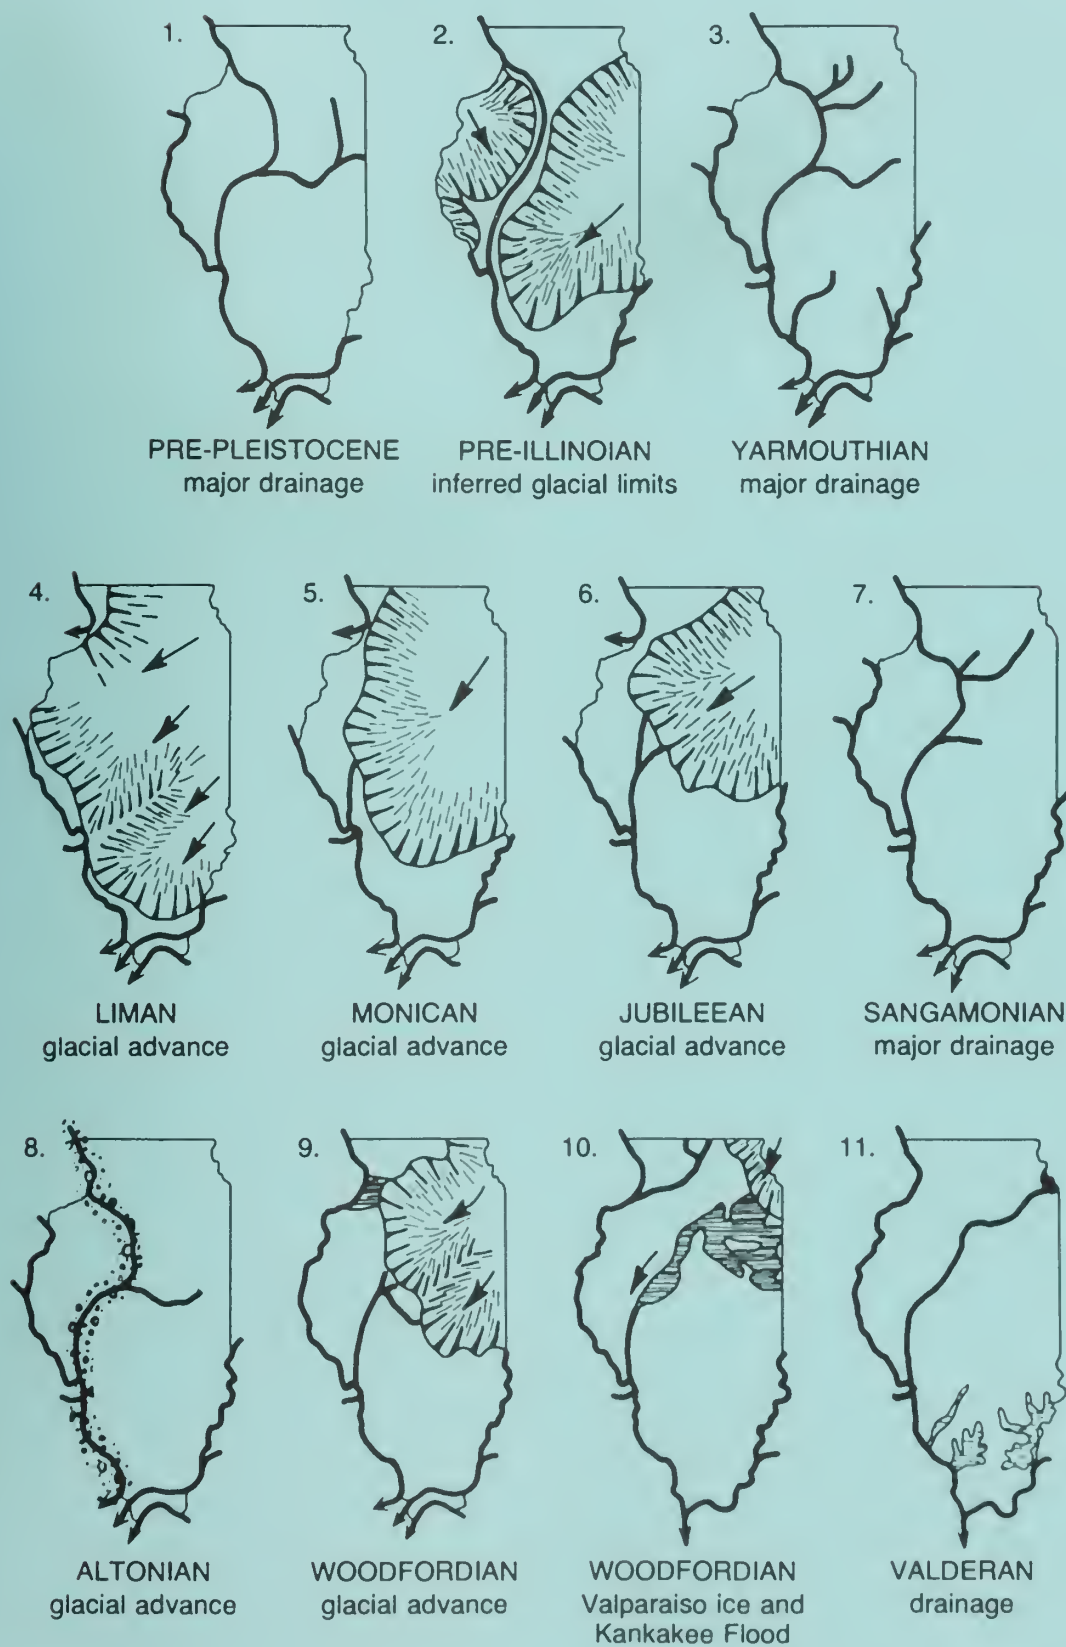 1.
2.
3.
PRE-PLEISTOCENE
major drainage
PRE-ILLINOIAN
inferred glacial limits
YARMOUTHIAN
major drainage
4.
5.
6.
7.
LIMAN
glacial advance
MONICAN
glacial advance
JUBILEEAN
glacial advance
SANGAMONIAN
major drainage
8.
9.
10.
11.
ALTONIAN
glacial advance
WOODFORDIAN
glacial advance
WOODFORDIAN
Valparaiso ice and
Kankakee Flood
VALDERAN
drainage